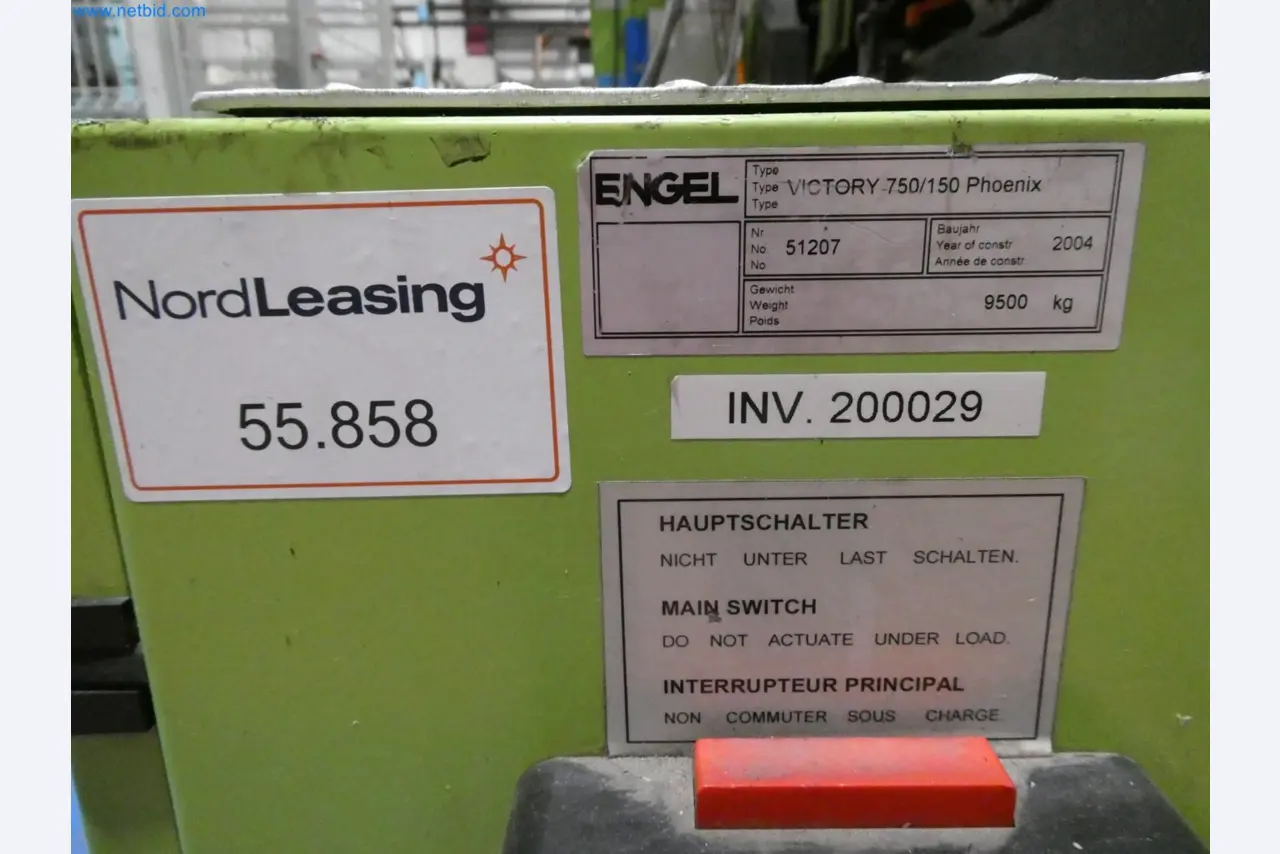 www.netbid.com
NordLeasing
55.858
ENGEL
Type
Type VICTORY 750/150 Phoenix
Type
Nr
No 51207
No
Baujahr
Year of constr 2004
Année de constr.
Gewicht
Weight 9500 kg
Poids
INV. 200029
HAUPTSCHALTER
NICHT UNTER LAST SCHALTEN.
MAIN SWITCH
DO NOT ACTUATE UNDER LOAD.
INTERRUPTEUR PRINCIPAL
NON COMMUTER SOUS CHARGE.